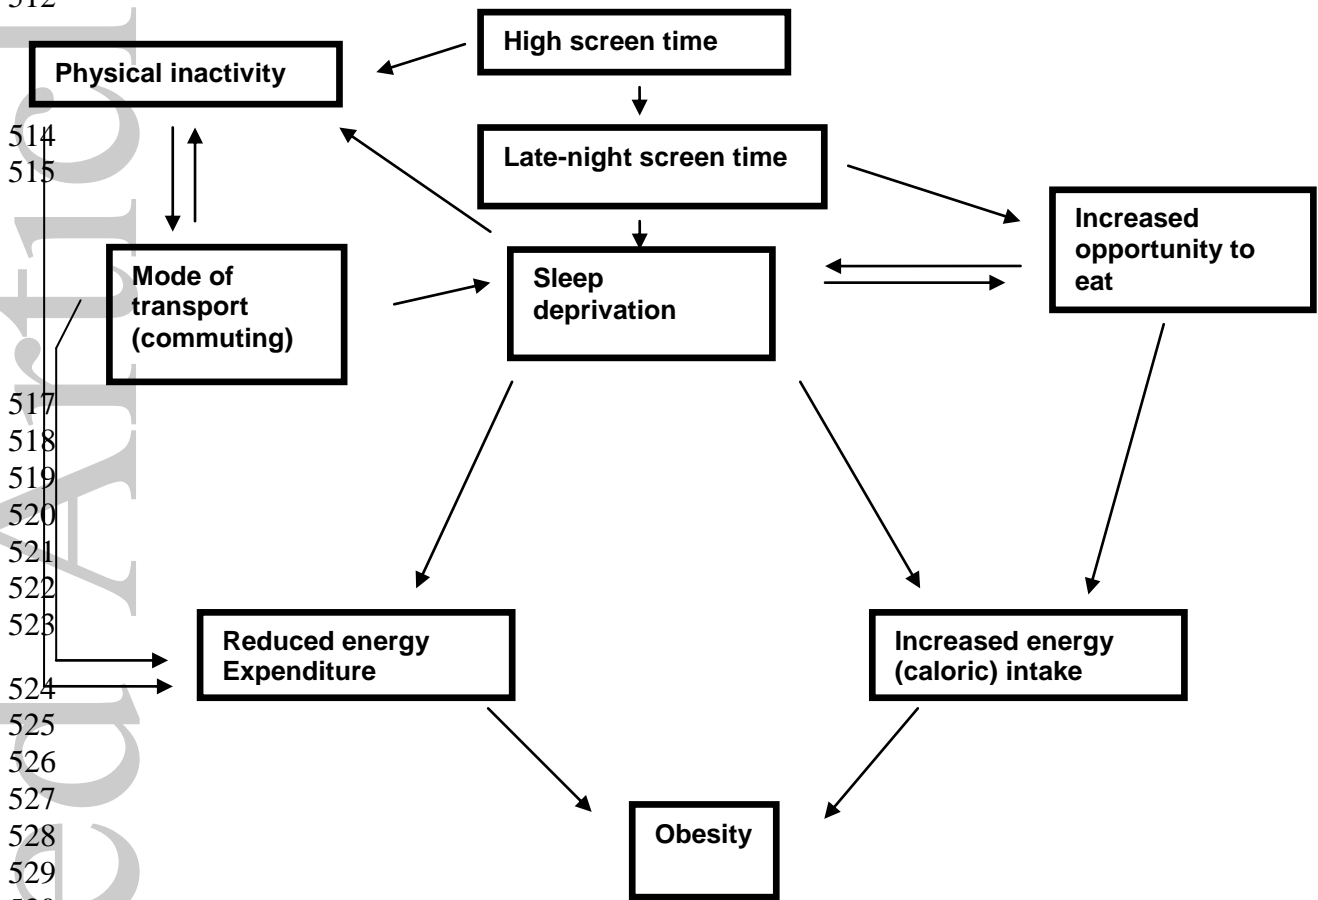 512
High screen time
Physical inactivity
514
Late-night screen time
515
Increased
opportunity to
eat
Mode of
transport
(commuting)
Sleep
deprivation
517
518
519
520
521
522
523
Reduced energy
Expenditure
Increased energy
(caloric) intake
524
525
526
527
Obesity
528
529
ed Articl